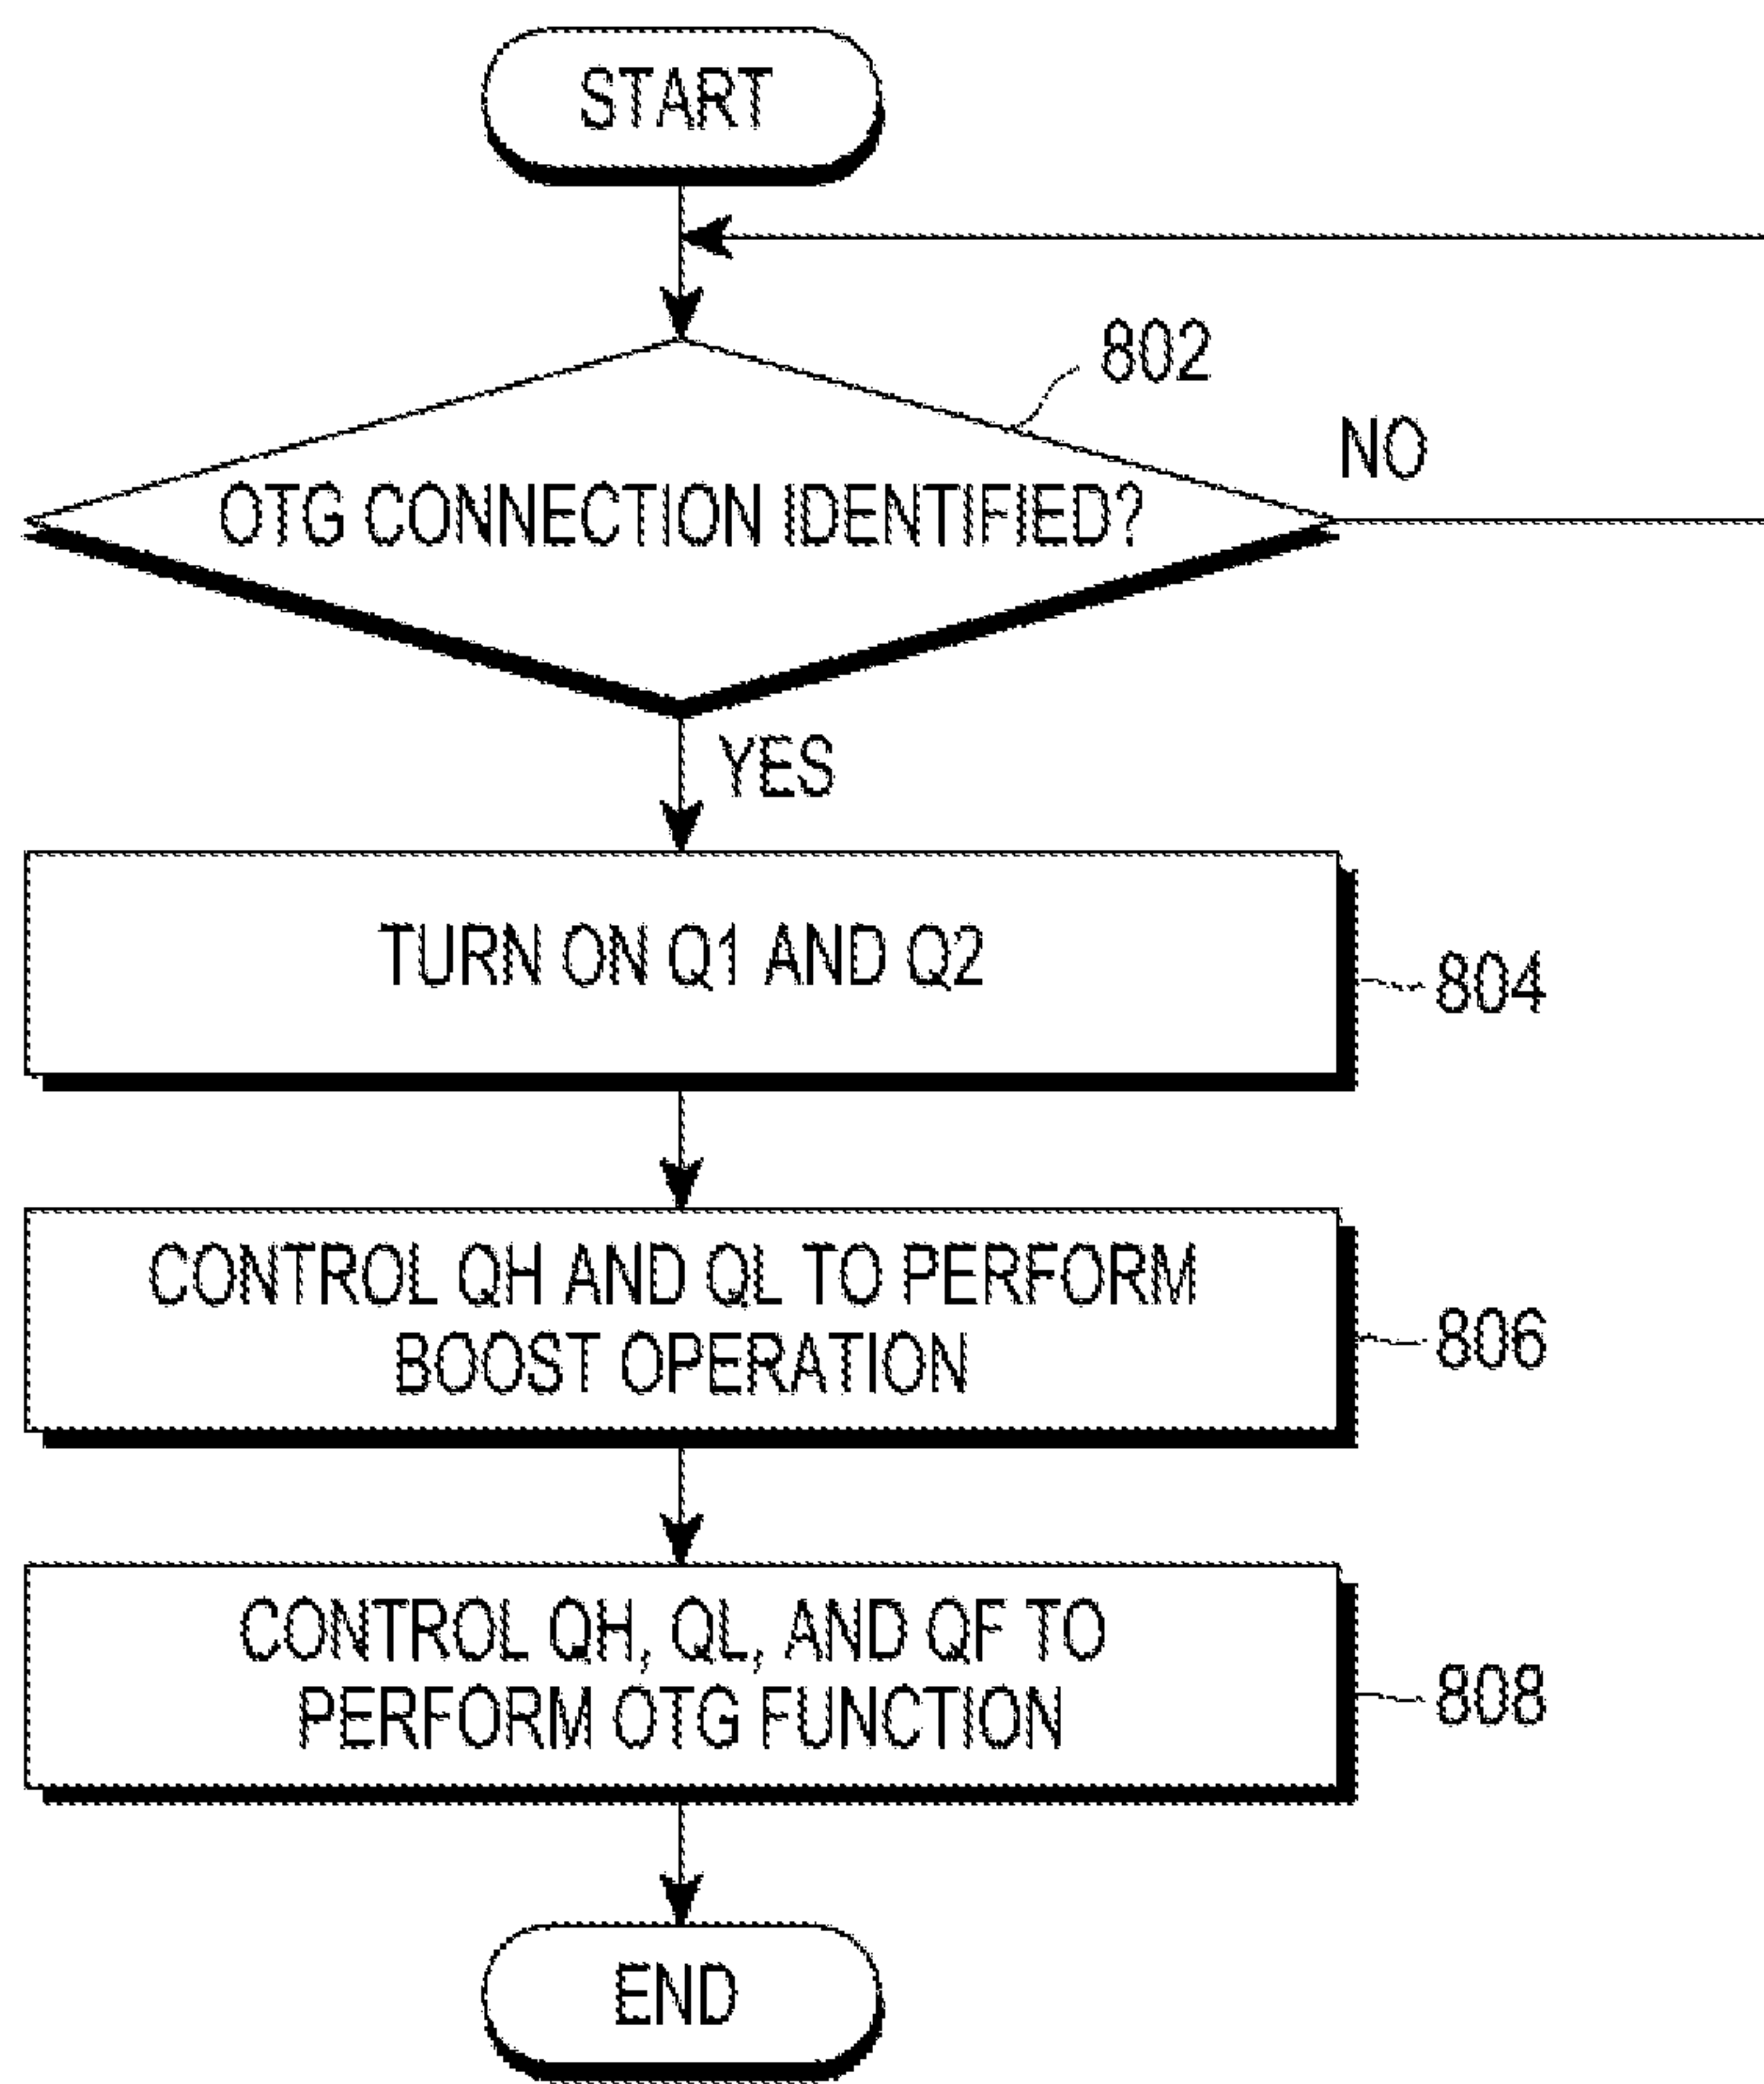 START
802
NO
OTG CONNECTION IDENTIFIED?
YES
TURN ON Q1 AND Q2
804
CONTROL QH AND QL TO PERFORM
BOOST OPERATION
806
CONTROL QH, QL, AND QF TO
PERFORM OTG FUNCTION
808
END